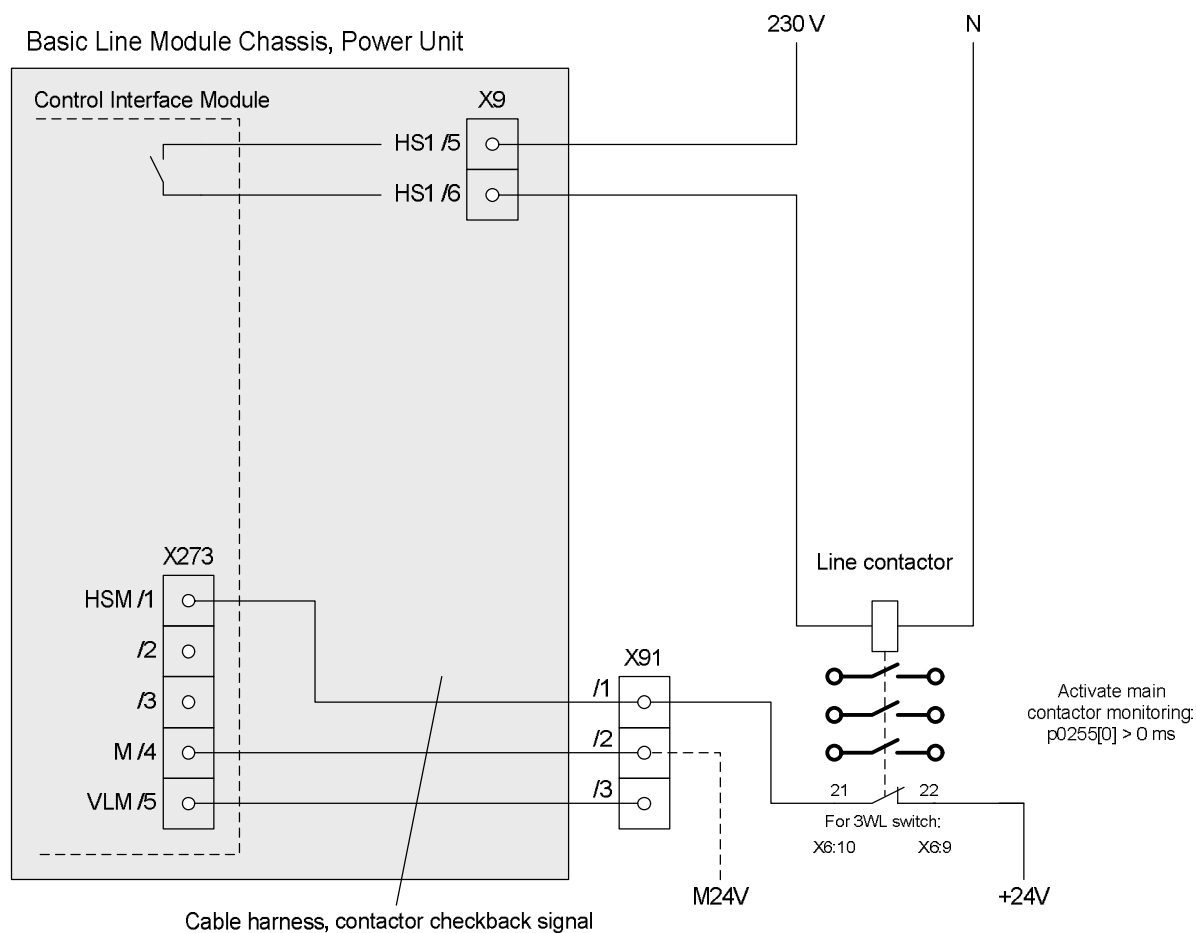 230 V
N
Basic Line Module Chassis, Power Unit
Control Interface Module
X9
HS1 /5
HS1 /6
X273
HSM /1
/2
/3
M /4
VLM /5
X91
/1
/2
/3
Line contactor
Activate main
contactor monitoring:
p0255[0] > 0 ms
21
22
For 3WL switch:
X6:10
X6:9
M24V
+24V
Cable harness, contactor checkback signal